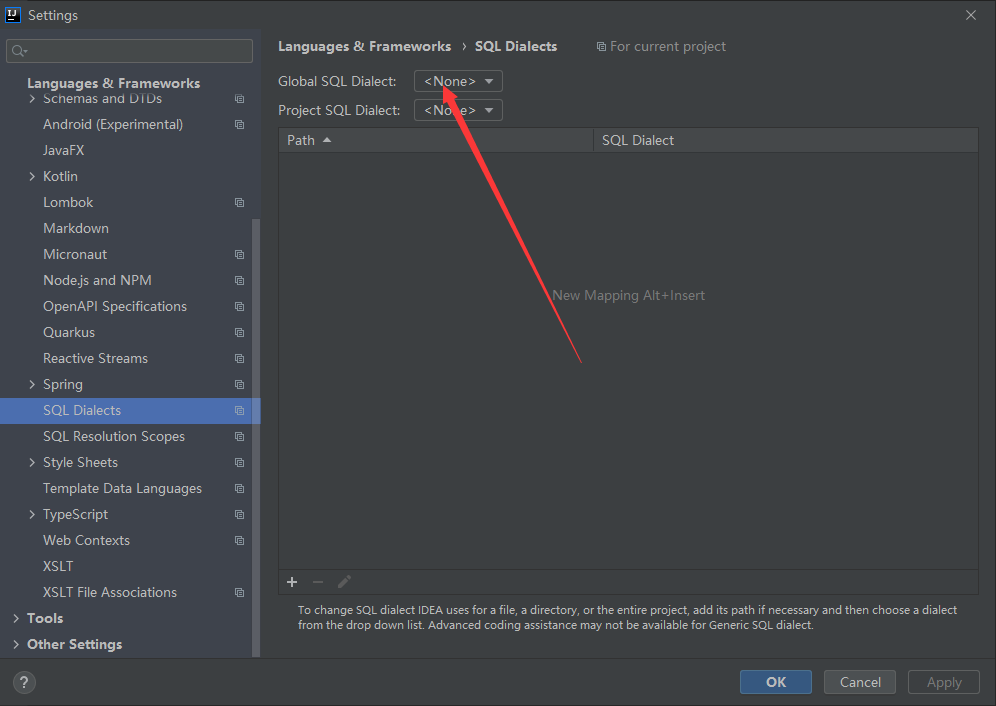 Settings
Languages & Frameworks › SQL Dialects For current project
Languages & Frameworks
Schemas and DTDs
Android (Experimental)
JavaFX
Kotlin
Lombok
Markdown
Micronaut
Node.js and NPM
OpenAPI Specifications
Quarkus
Reactive Streams
Spring
SQL Dialects
SQL Resolution Scopes
Style Sheets
Template Data Languages
TypeScript
Web Contexts
XSLT
XSLT File Associations
Tools
Other Settings
Global SQL Dialect: <None>
Project SQL Dialect: <None>
Path SQL Dialect
New Mapping Alt+Insert
To change SQL dialect IDEA uses for a file, a directory, or the entire project, add its path if necessary and then choose a dialect
from the drop down list. Advanced coding assistance may not be available for Generic SQL dialect.
? OK Cancel Apply